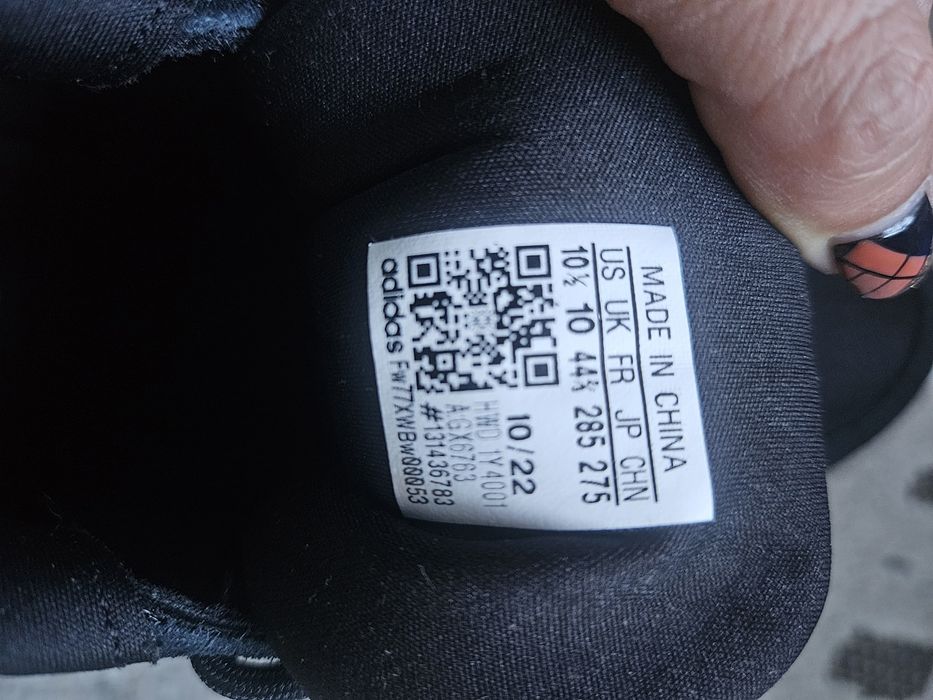 MADE IN CHINA
US UK FR JP CHN
10½ 10 44⅔ 285 275
10/22
HWD 1Y4001
AGX6763
#131436783
adidas FW77XWBw00053